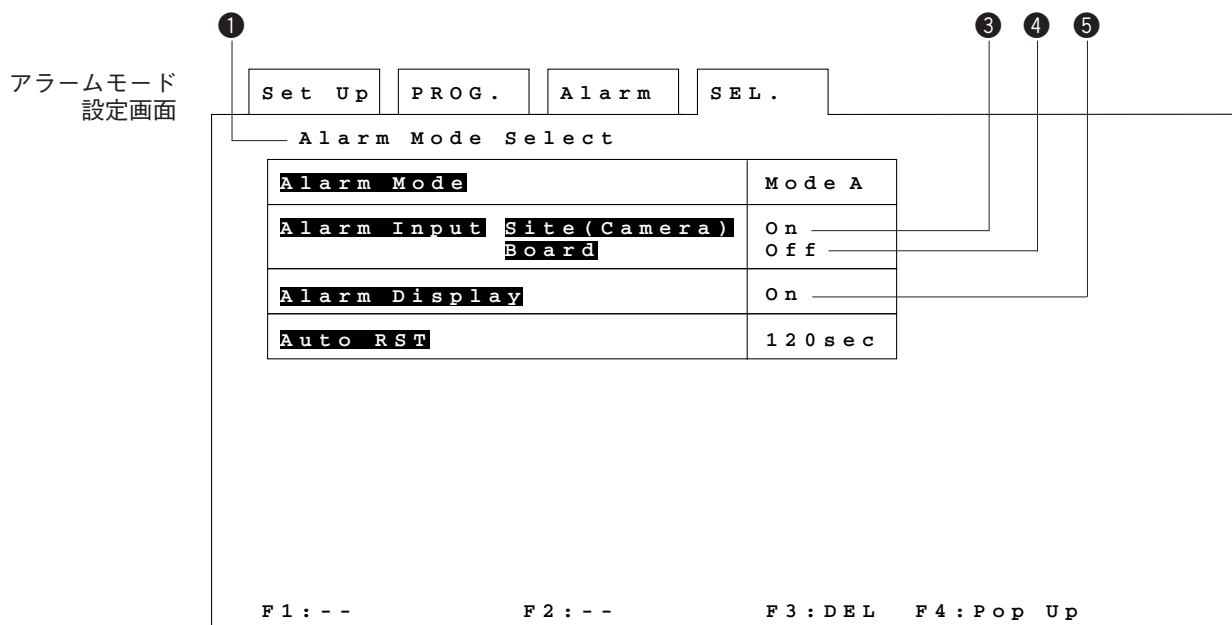 ❶ ❸ ❹ ❺
アラームモード
設定画面
Set Up PROG. Alarm SEL.
Alarm Mode Select
Alarm Mode Mode A
Alarm Input Site(Camera) On
Board Off
Alarm Display On
Auto RST 120sec
F1:-- F2:-- F3:DEL F4:Pop Up